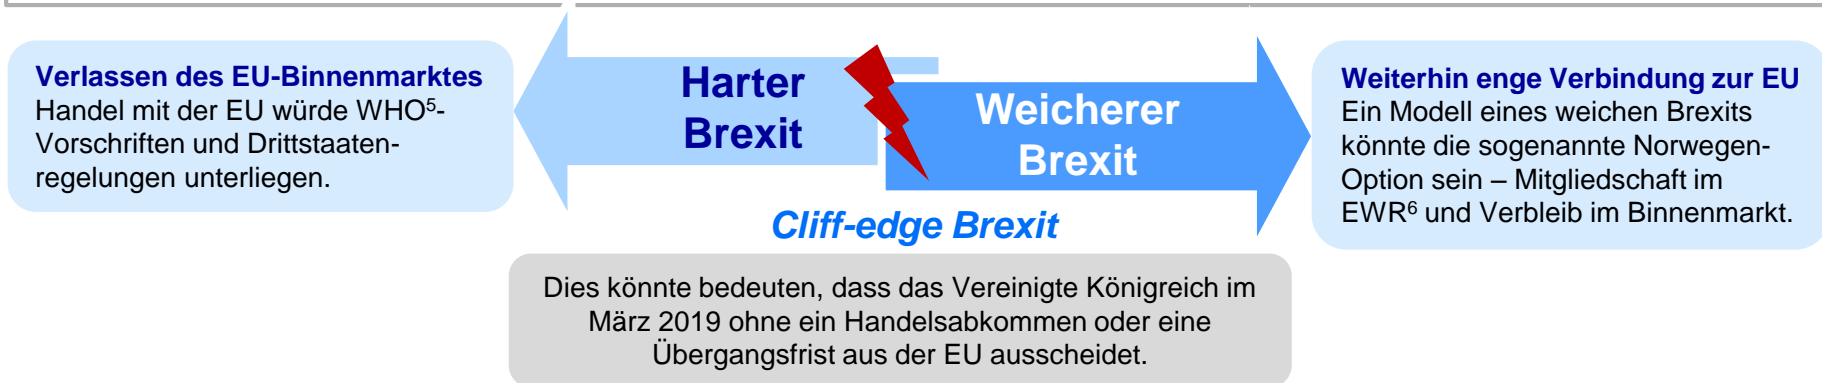 Verlassen des EU-Binnenmarktes
Handel mit der EU würde WHO⁵-
Vorschriften und Drittstaaten-
regelungen unterliegen.
Harter
Brexit
Weicherer
Brexit
Weiterhin enge Verbindung zur EU
Ein Modell eines weichen Brexits
könnte die sogenannte Norwegen-
Option sein – Mitgliedschaft im
EWR⁶ und Verbleib im Binnenmarkt.
Cliff-edge Brexit
Dies könnte bedeuten, dass das Vereinigte Königreich im
März 2019 ohne ein Handelsabkommen oder eine
Übergangsfrist aus der EU ausscheidet.